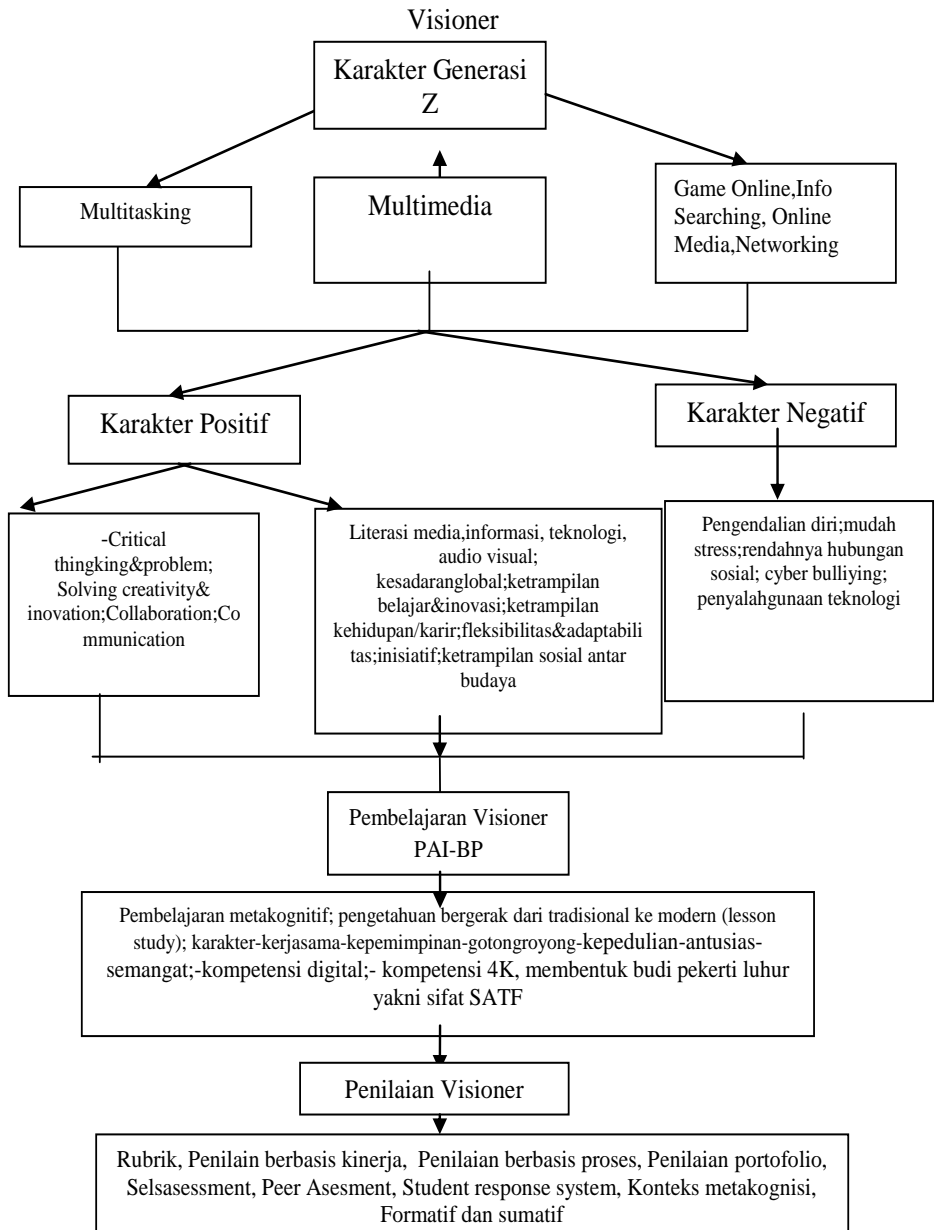 Visioner
Karakter Generasi
Z
Multitasking
Multimedia
Game Online,Info
Searching, Online
Media,Networking
Karakter Positif
Karakter Negatif
-Critical
thingking&problem;
Solving creativity&
inovation;Collaboration;Co
mmunication
Literasi media,informasi, teknologi,
audio visual;
kesadaranglobal;ketrampilan
belajar&inovasi;ketrampilan
kehidupan/karir;fleksibilitas&adaptabili
tas;inisiatif;ketrampilan sosial antar
budaya
Pengendalian diri;mudah
stress;rendahnya hubungan
sosial; cyber bulliying;
penyalahgunaan teknologi
Pembelajaran Visioner
PAI-BP
Pembelajaran metakognitif; pengetahuan bergerak dari tradisional ke modern (lesson
study); karakter-kerjasama-kepemimpinan-gotongroyong-kepedulian-antusias-
semangat;-kompetensi digital;- kompetensi 4K, membentuk budi pekerti luhur
yakni sifat SATF
Penilaian Visioner
Rubrik, Penilain berbasis kinerja, Penilaian berbasis proses, Penilaian portofolio,
Selsasessment, Peer Asesment, Student response system, Konteks metakognisi,
Formatif dan sumatif